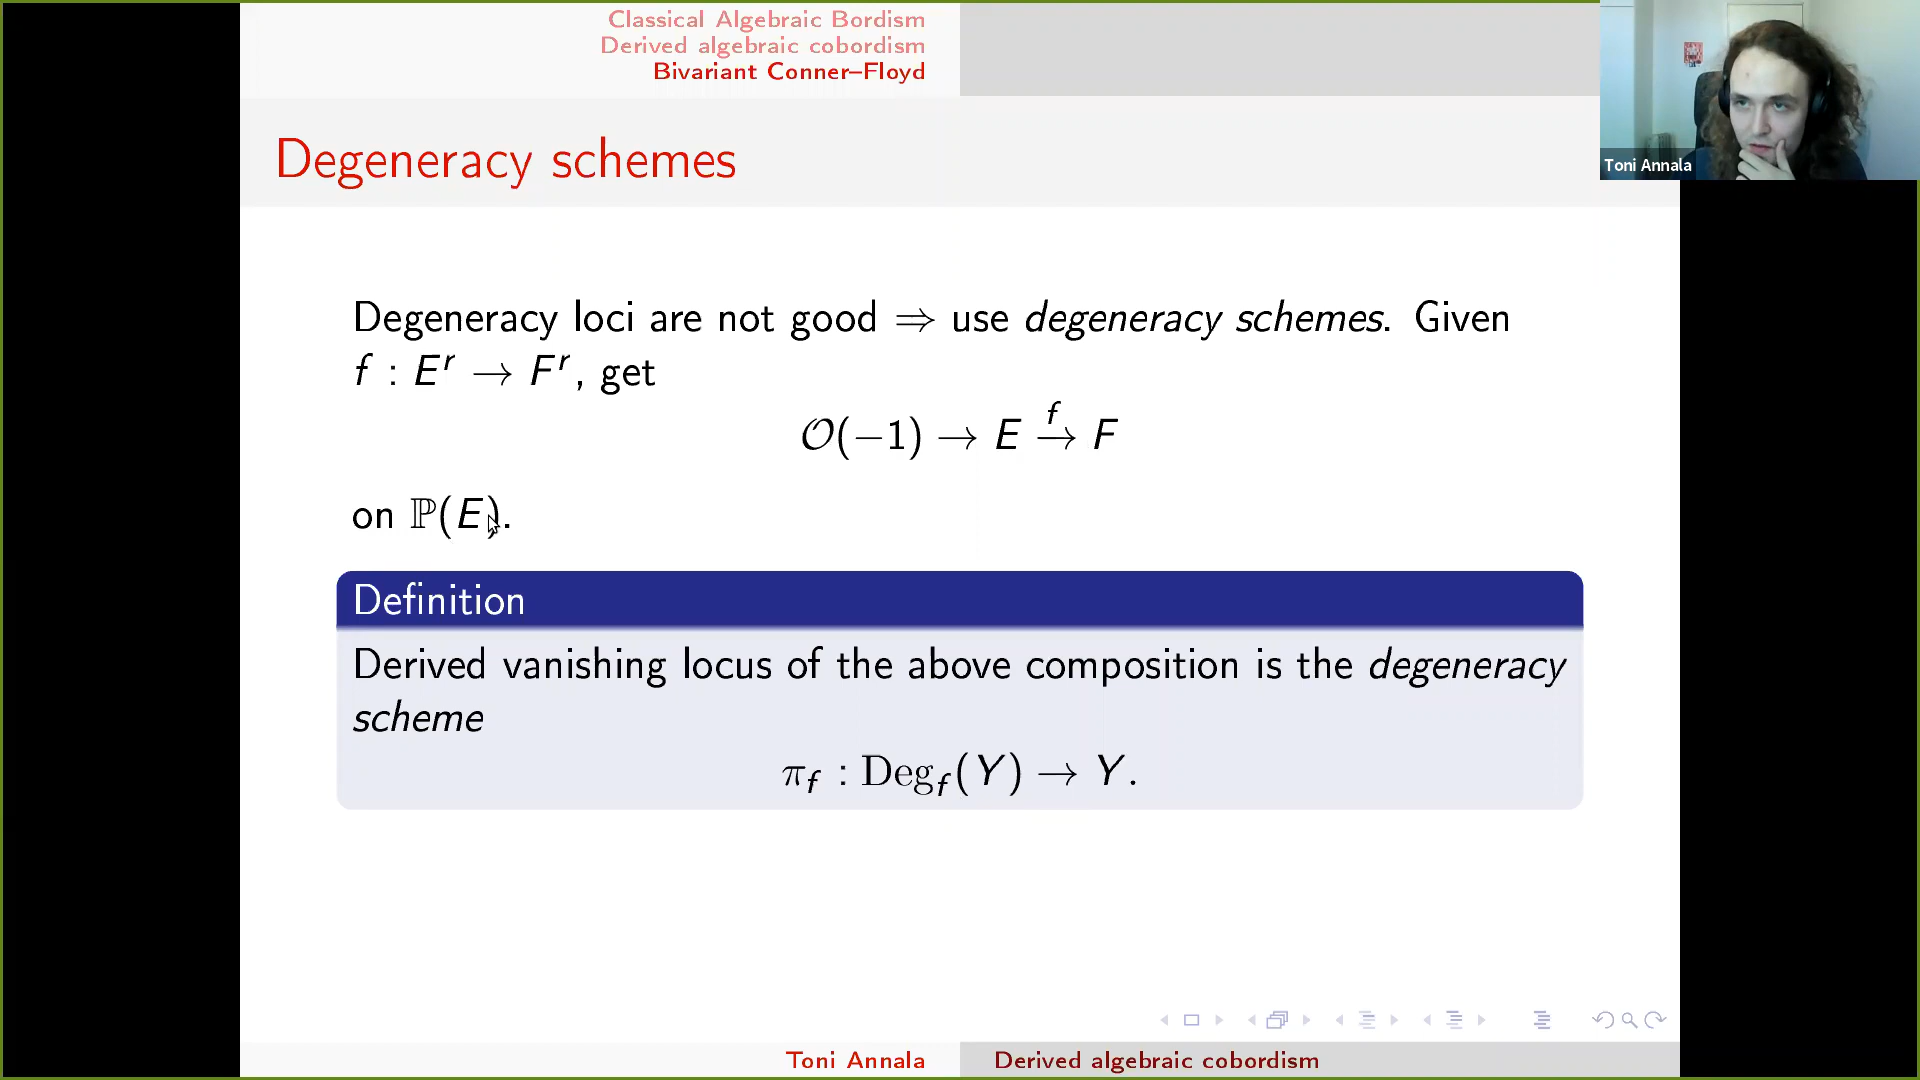 Classical Algebraic Bordism
Derived algebraic cobordism
Bivariant Conner–Floyd
Toni Annala
Degeneracy schemes
Degeneracy loci are not good ⇒ use degeneracy schemes. Given
f : Eʳ → Fʳ, get
𝒪(−1) → E →ᶠ F
on ℙ(E).
Definition
Derived vanishing locus of the above composition is the degeneracy
scheme
π_f : Deg_f(Y) → Y.
Toni Annala
Derived algebraic cobordism